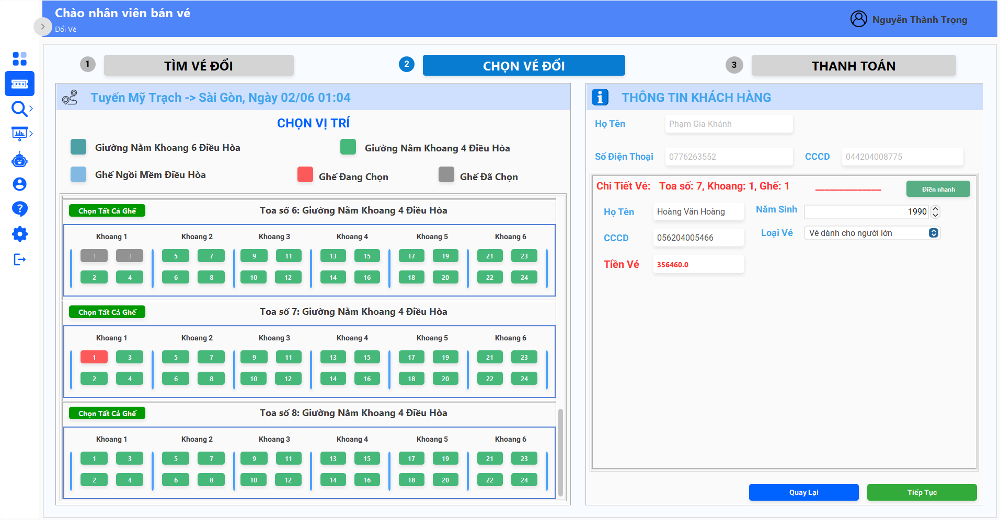 Chào nhân viên bán vé
Đổi Vé
Nguyễn Thành Trọng
1 TÌM VÉ ĐỔI
2 CHỌN VÉ ĐỔI
3 THANH TOÁN
Tuyến Mỹ Trạch -> Sài Gòn, Ngày 02/06 01:04
CHỌN VỊ TRÍ
Giường Nằm Khoang 6 Điều Hòa
Giường Nằm Khoang 4 Điều Hòa
Ghế Ngồi Mềm Điều Hòa
Ghế Đang Chọn
Ghế Đã Chọn
Chọn Tất Cả Ghế
Toa số 6: Giường Nằm Khoang 4 Điều Hòa
Khoang 1 Khoang 2 Khoang 3 Khoang 4 Khoang 5 Khoang 6
1 3 5 7 9 11 13 15 17 19 21 23
2 4 6 8 10 12 14 16 18 20 22 24
Chọn Tất Cả Ghế
Toa số 7: Giường Nằm Khoang 4 Điều Hòa
Khoang 1 Khoang 2 Khoang 3 Khoang 4 Khoang 5 Khoang 6
1 3 5 7 9 11 13 15 17 19 21 23
2 4 6 8 10 12 14 16 18 20 22 24
Chọn Tất Cả Ghế
Toa số 8: Giường Nằm Khoang 4 Điều Hòa
Khoang 1 Khoang 2 Khoang 3 Khoang 4 Khoang 5 Khoang 6
1 3 5 7 9 11 13 15 17 19 21 23
2 4 6 8 10 12 14 16 18 20 22 24
THÔNG TIN KHÁCH HÀNG
Họ Tên Phạm Gia Khánh
Số Điện Thoại 0776263552 CCCD 044204008775
Chi Tiết Vé: Toa số: 7, Khoang: 1, Ghế: 1 ______________ Điền nhanh
Họ Tên Hoàng Văn Hoàng Năm Sinh 1990
CCCD 056204005466 Loại Vé Vé dành cho người lớn
Tiền Vé 356460.0
Quay Lại Tiếp Tục